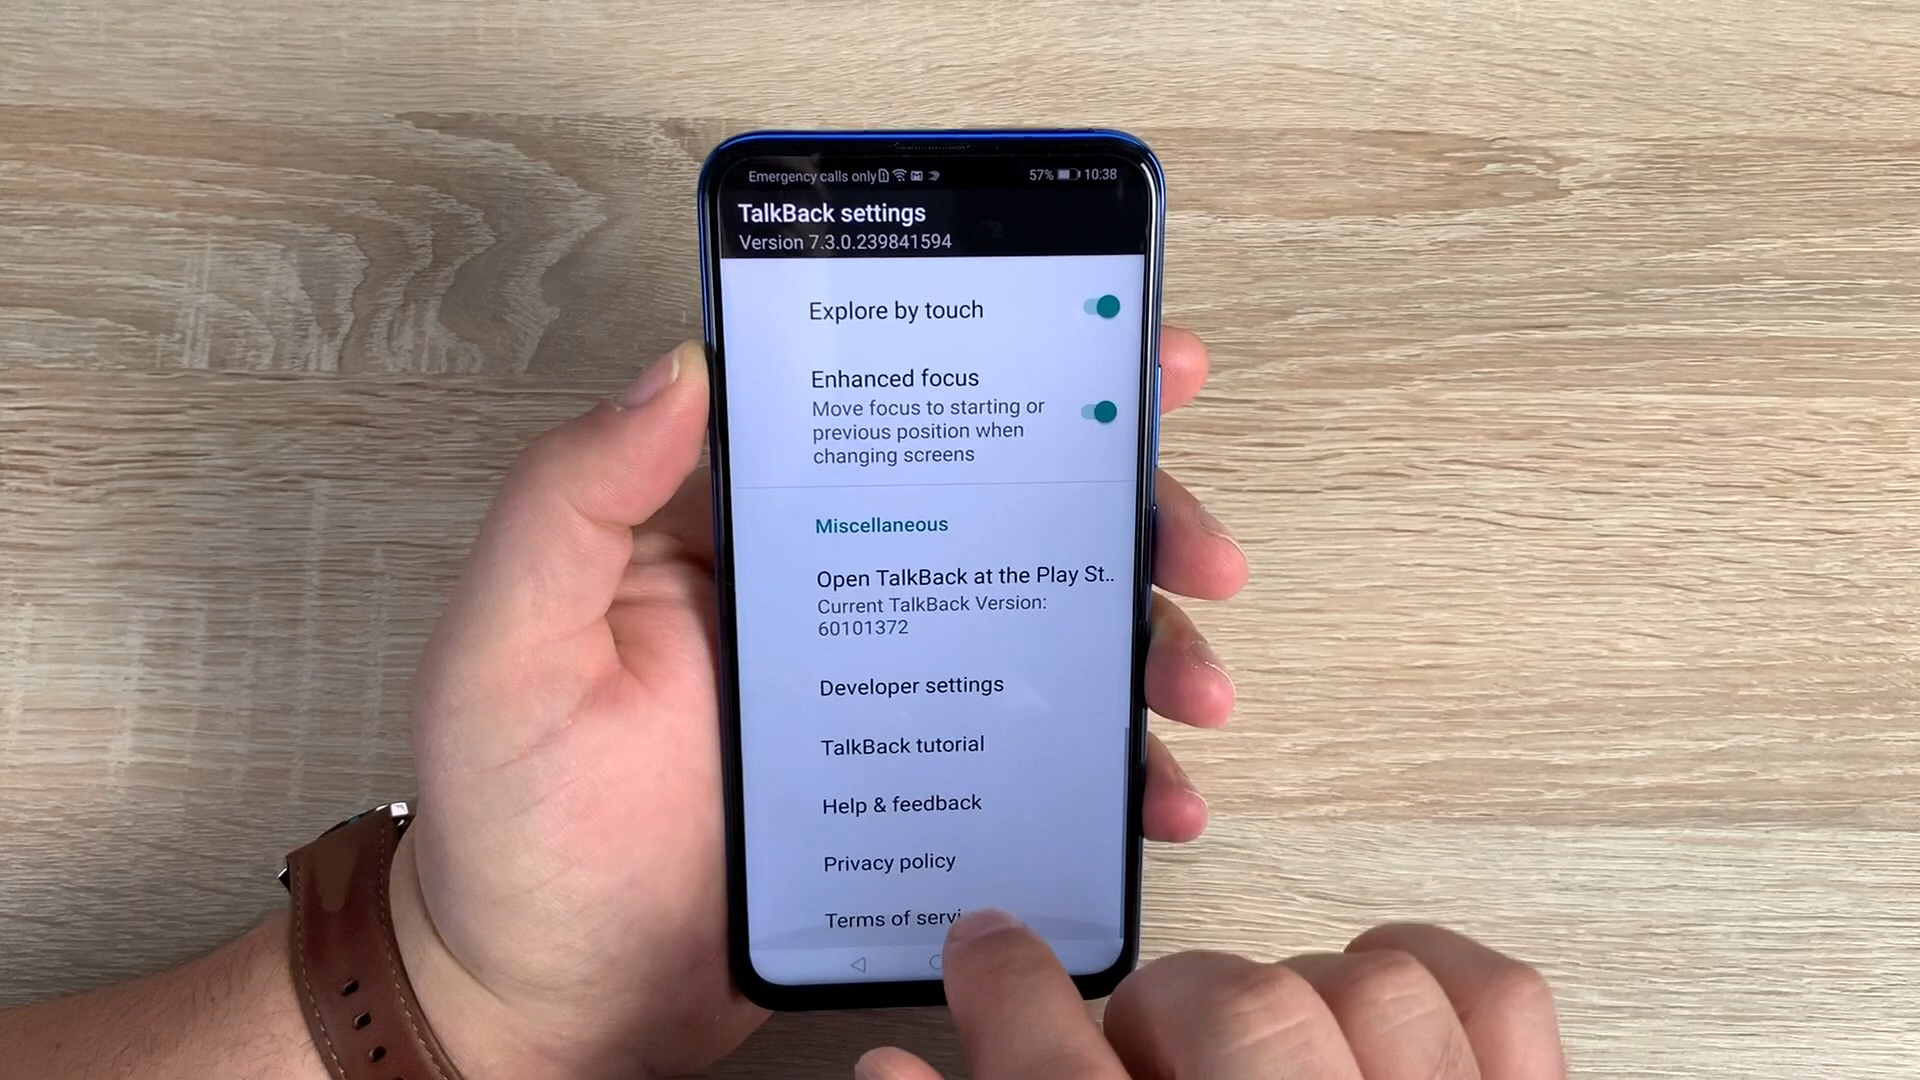 Emergency calls only
57% 10:38
TalkBack settings
Version 7.3.0.239841594
Explore by touch
Enhanced focus
Move focus to starting or
previous position when
changing screens
Miscellaneous
Open TalkBack at the Play St..
Current TalkBack Version:
60101372
Developer settings
TalkBack tutorial
Help & feedback
Privacy policy
Terms of servi